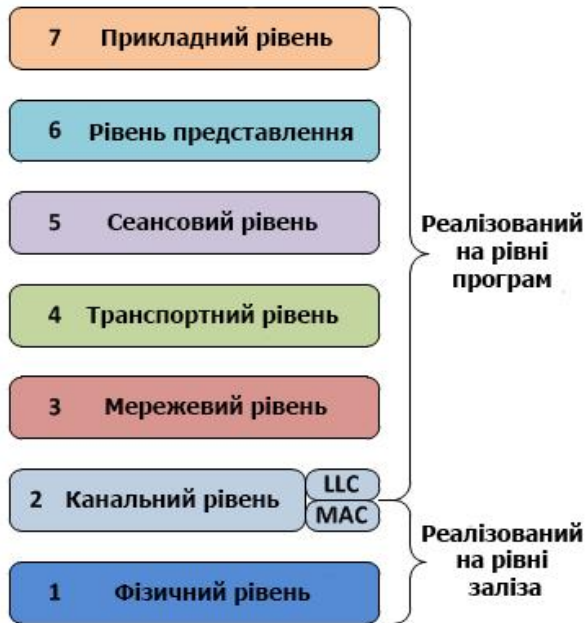 7 Прикладний рівень
6 Рівень представлення
5 Сеансовий рівень
Реалізований
на рівні
програм
4 Транспортний рівень
3 Мережевий рівень
2 Канальний рівень
LLC
MAC
Реалізований
на рівні
заліза
1 Фізичний рівень